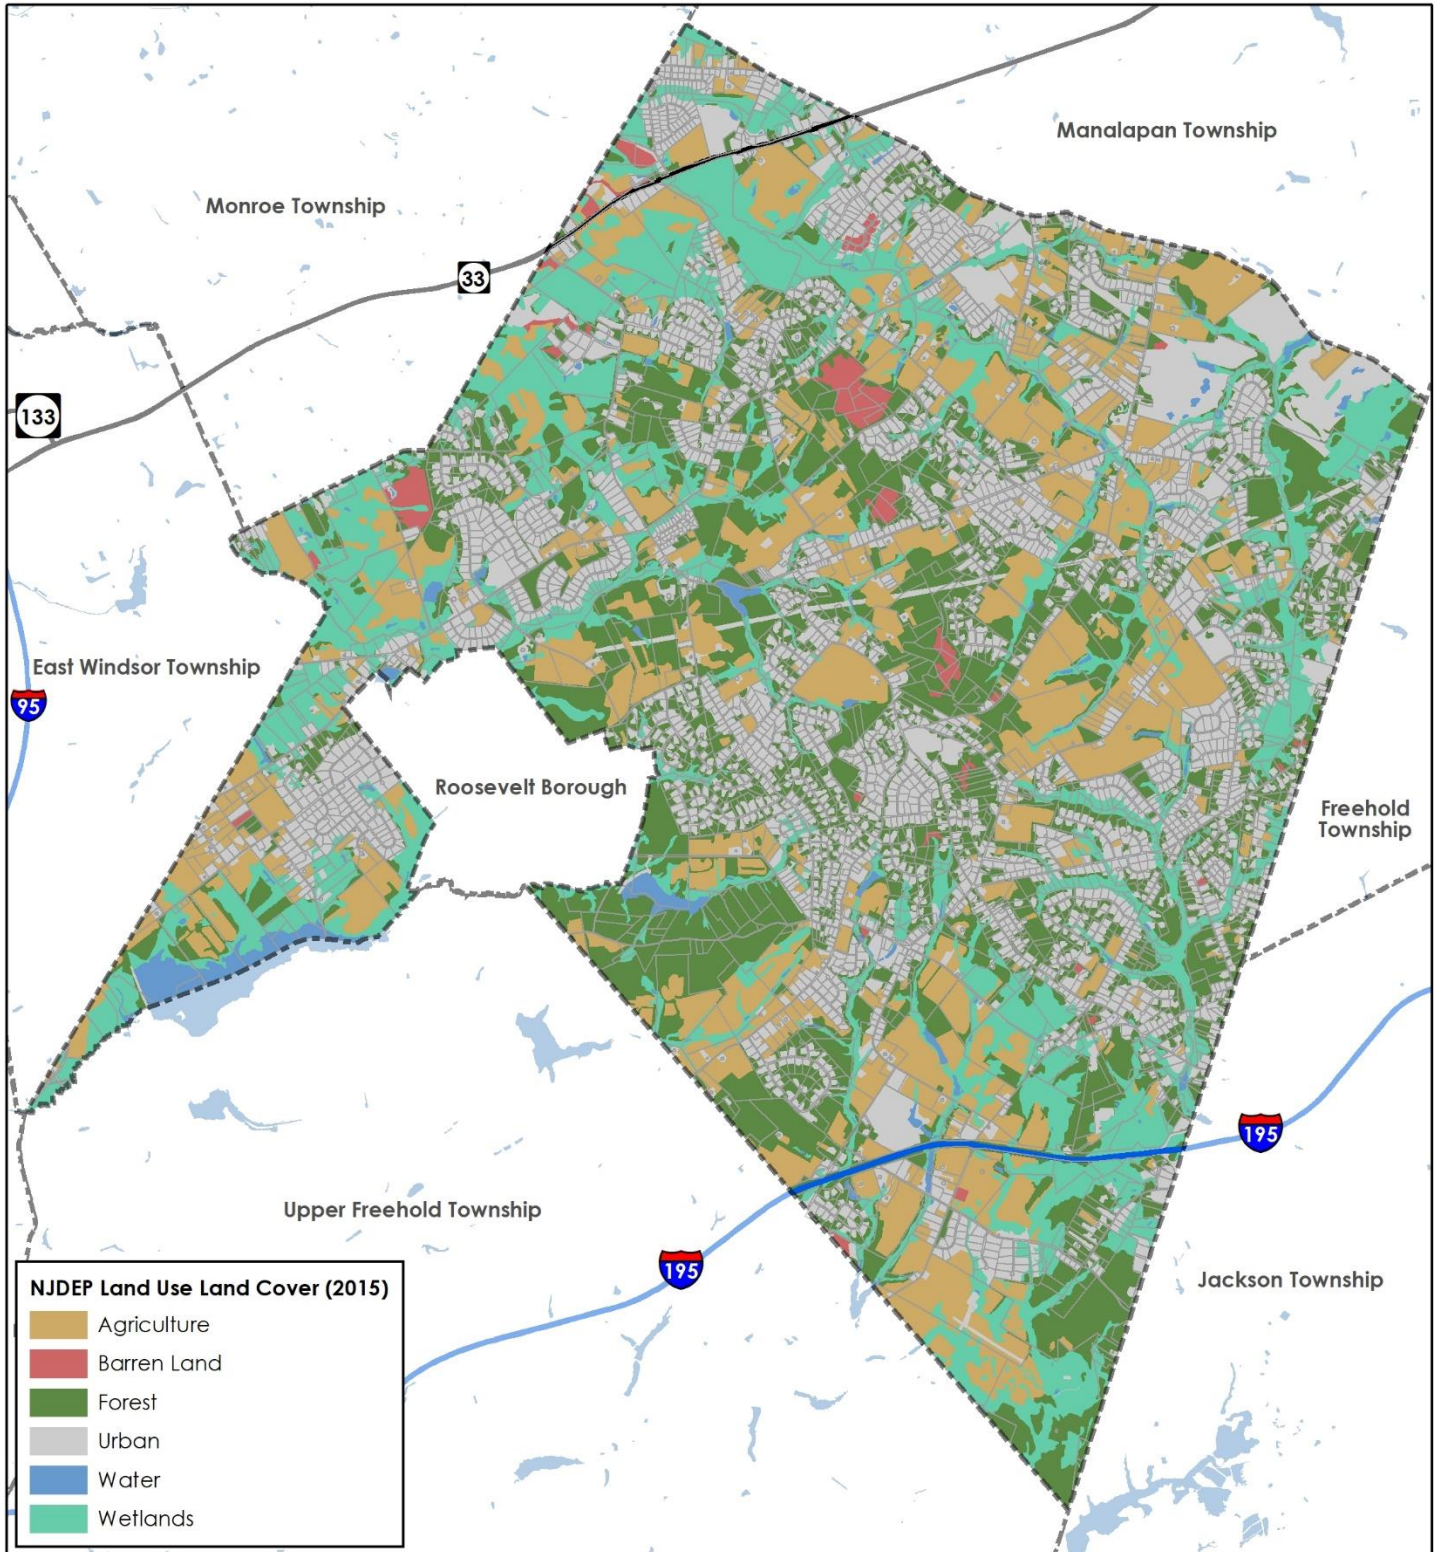 Manalapan Township
Monroe Township
33
133
East Windsor Township
95
Roosevelt Borough
Freehold
Township
195
Upper Freehold Township
195
Jackson Township
NJDEP Land Use Land Cover (2015)
Agriculture
Barren Land
Forest
Urban
Water
Wetlands